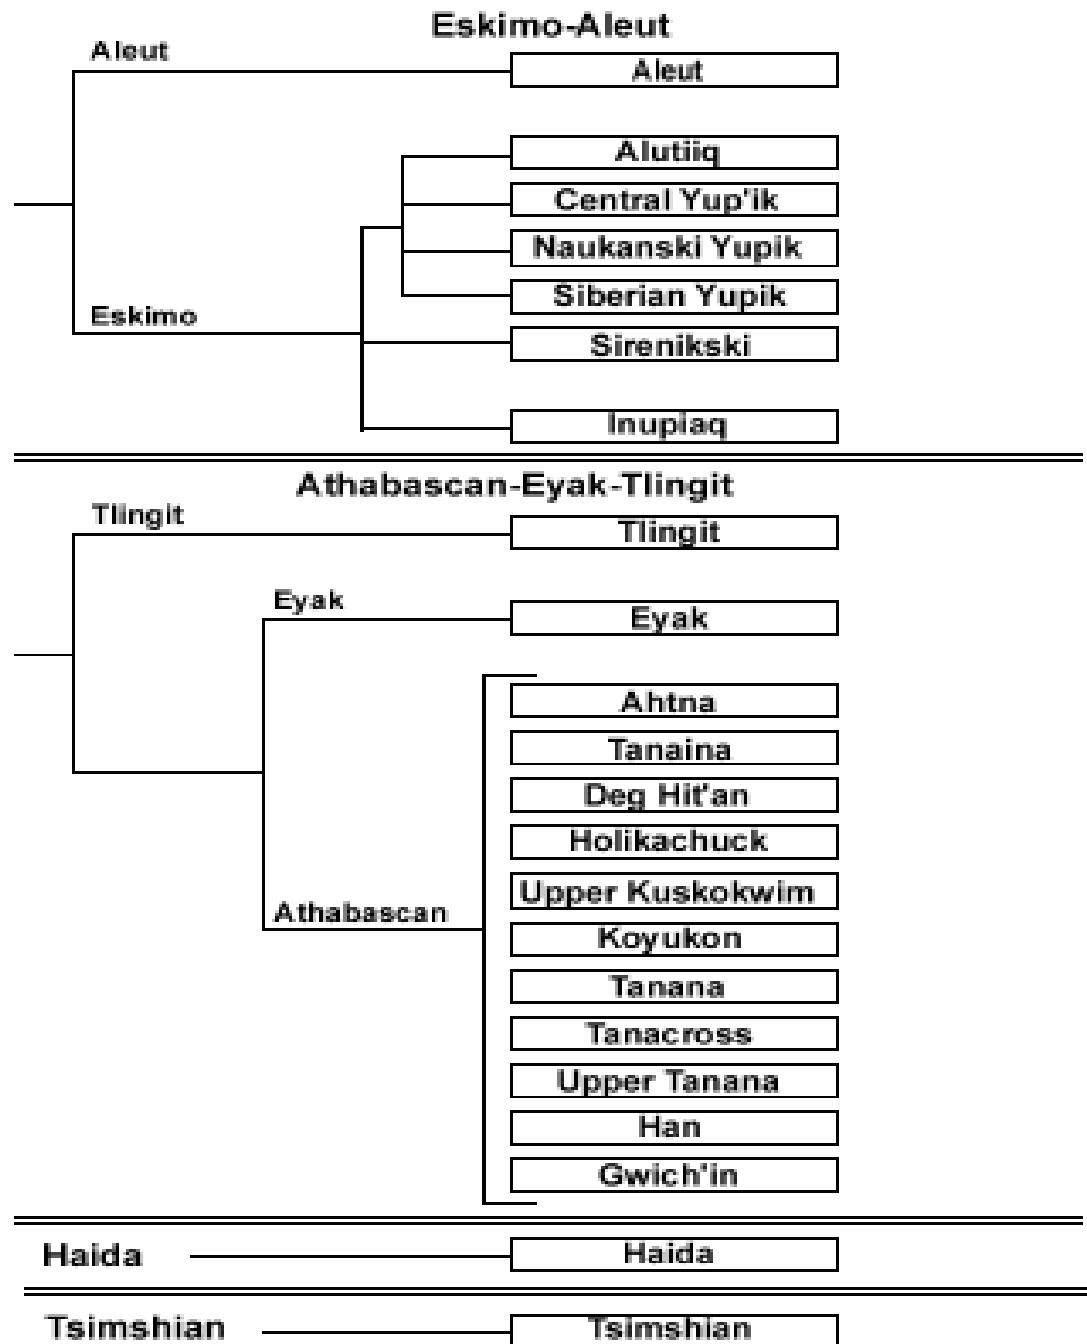 Eskimo-Aleut
Aleut
Aleut
Alutiiq
Central Yup'ik
Naukanski Yupik
Siberian Yupik
Eskimo
Sirenikski
Inupiaq
Athabascan-Eyak-Tlingit
Tlingit
Tlingit
Eyak
Eyak
Ahtna
Tanaina
Deg Hit'an
Holikachuck
Upper Kuskokwim
Athabascan
Koyukon
Tanana
Tanacross
Upper Tanana
Han
Gwich'in
Haida
Haida
Tsimshian
Tsimshian